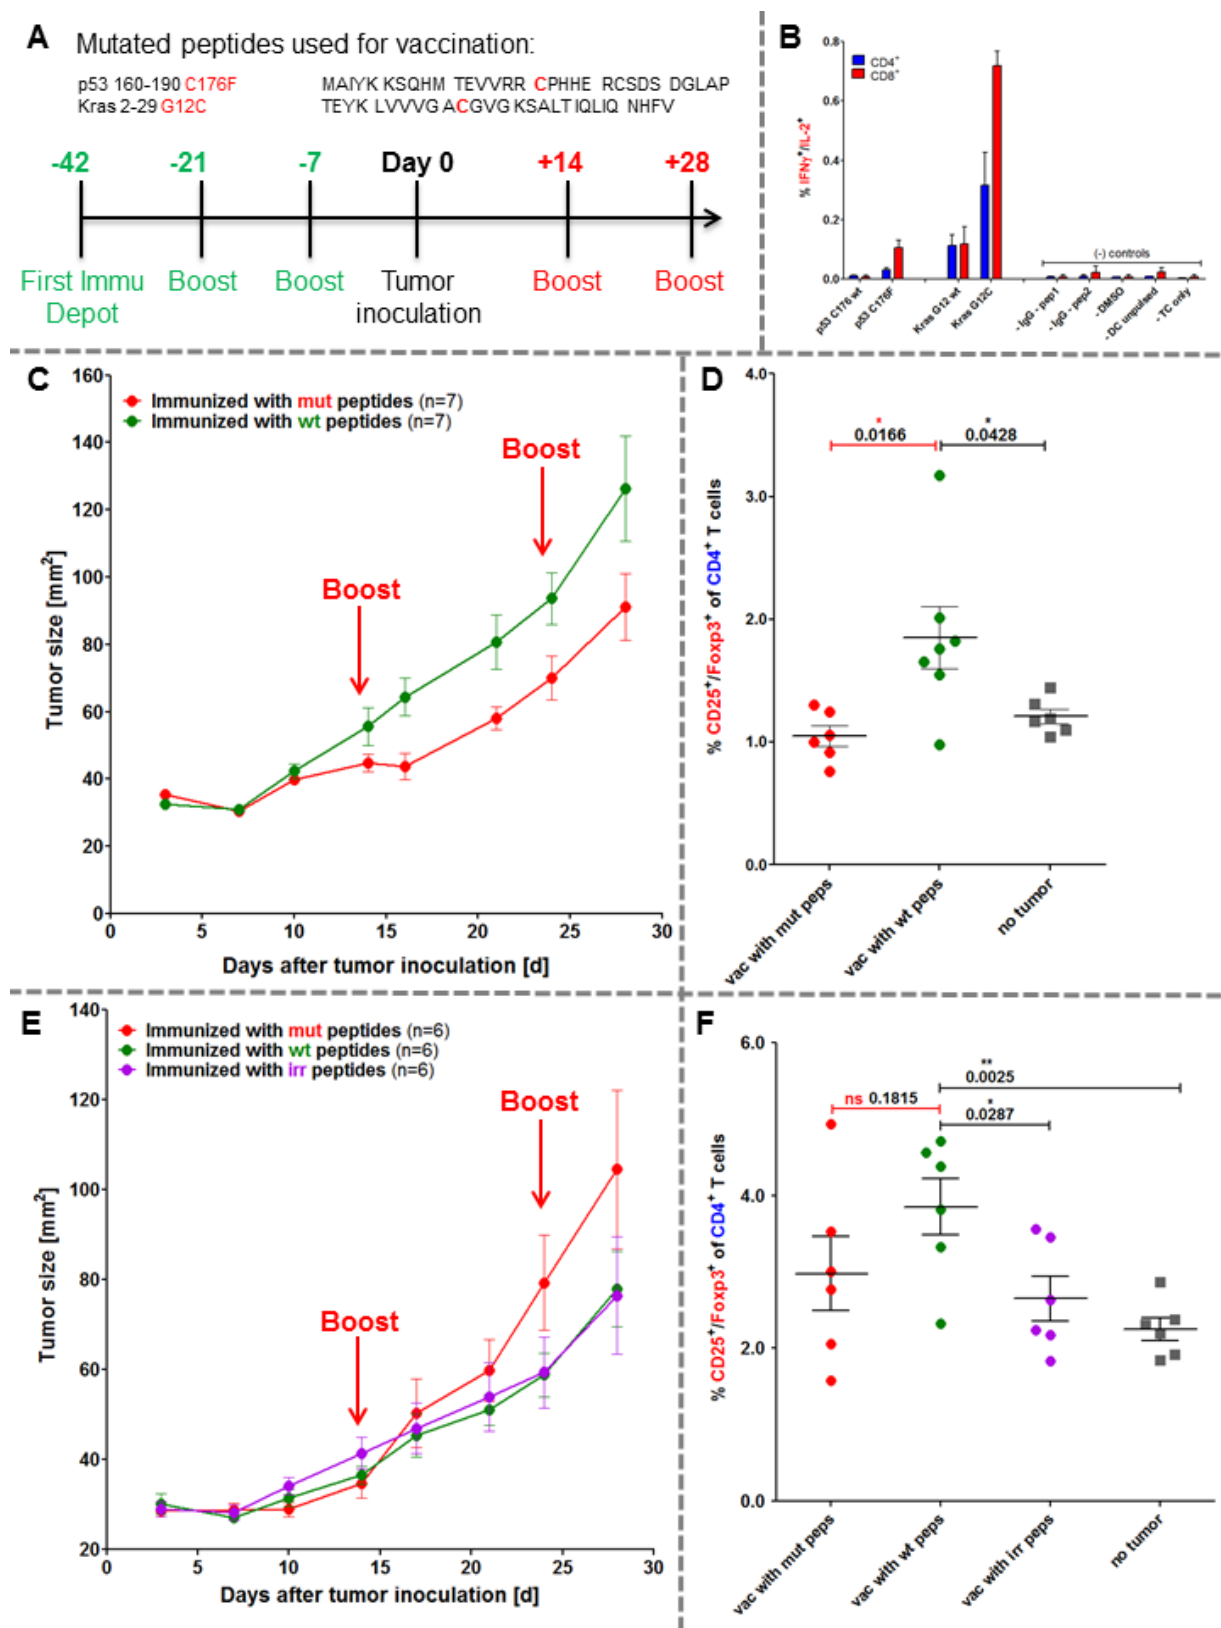 A
Mutated peptides used for vaccination:
p53 160-190 C176F MAIYK KSQHM TEVVRR CPHHE RCSDS DGLAP
Kras 2-29 G12C TEYK LVVVG ACGVG KSALT IQLIQ NHFV
-42 -21 -7 Day 0 +14 +28
First Immu Boost Boost Tumor Boost Boost
Depot inoculation
B
% IFNγ⁺/IL-2⁺
0.8
0.6
0.4
0.2
0.0
CD4⁺
CD8⁺
(-) controls
p53 C176 wt
p53 C176F
Kras G12 wt
Kras G12C
- IgG - pep1
- IgG - pep2
- DMSO
- DC unpulsed
- TC only
C
Tumor size [mm²]
160
140
120
100
80
60
40
20
0
Immunized with mut peptides (n=7)
Immunized with wt peptides (n=7)
Boost
Boost
0 5 10 15 20 25 30
Days after tumor inoculation [d]
D
% CD25⁺/Foxp3⁺ of CD4⁺ T cells
4.0
3.0
2.0
1.0
0.0
* *
0.0166 0.0428
vac with mut peps
vac with wt peps
no tumor
E
Tumor size [mm²]
140
120
100
80
60
40
20
Immunized with mut peptides (n=6)
Immunized with wt peptides (n=6)
Immunized with irr peptides (n=6)
Boost
Boost
0 5 10 15 20 25 30
Days after tumor inoculation [d]
F
% CD25⁺/Foxp3⁺ of CD4⁺ T cells
6.0
4.0
2.0
0.0
**
0.0025
ns 0.1815
*
0.0287
vac with mut peps
vac with wt peps
vac with irr peps
no tumor